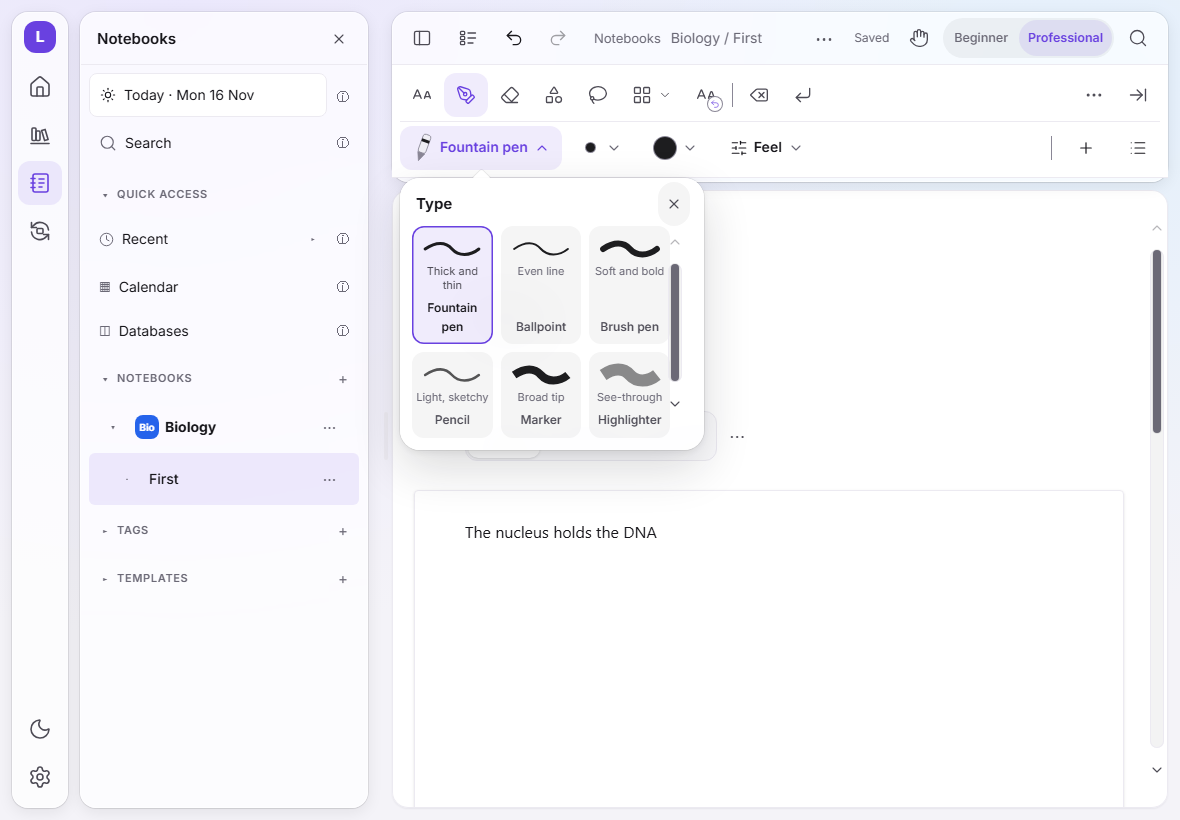 L
Notebooks
Today · Mon 16 Nov
Search
QUICK ACCESS
Recent
Calendar
Databases
NOTEBOOKS
Bio Biology
First
TAGS
TEMPLATES
Notebooks Biology / First
Saved
Beginner Professional
AA
AA
Fountain pen
Feel
Type
Thick and thin
Fountain pen
Even line
Ballpoint
Soft and bold
Brush pen
Light, sketchy
Pencil
Broad tip
Marker
See-through
Highlighter
The nucleus holds the DNA